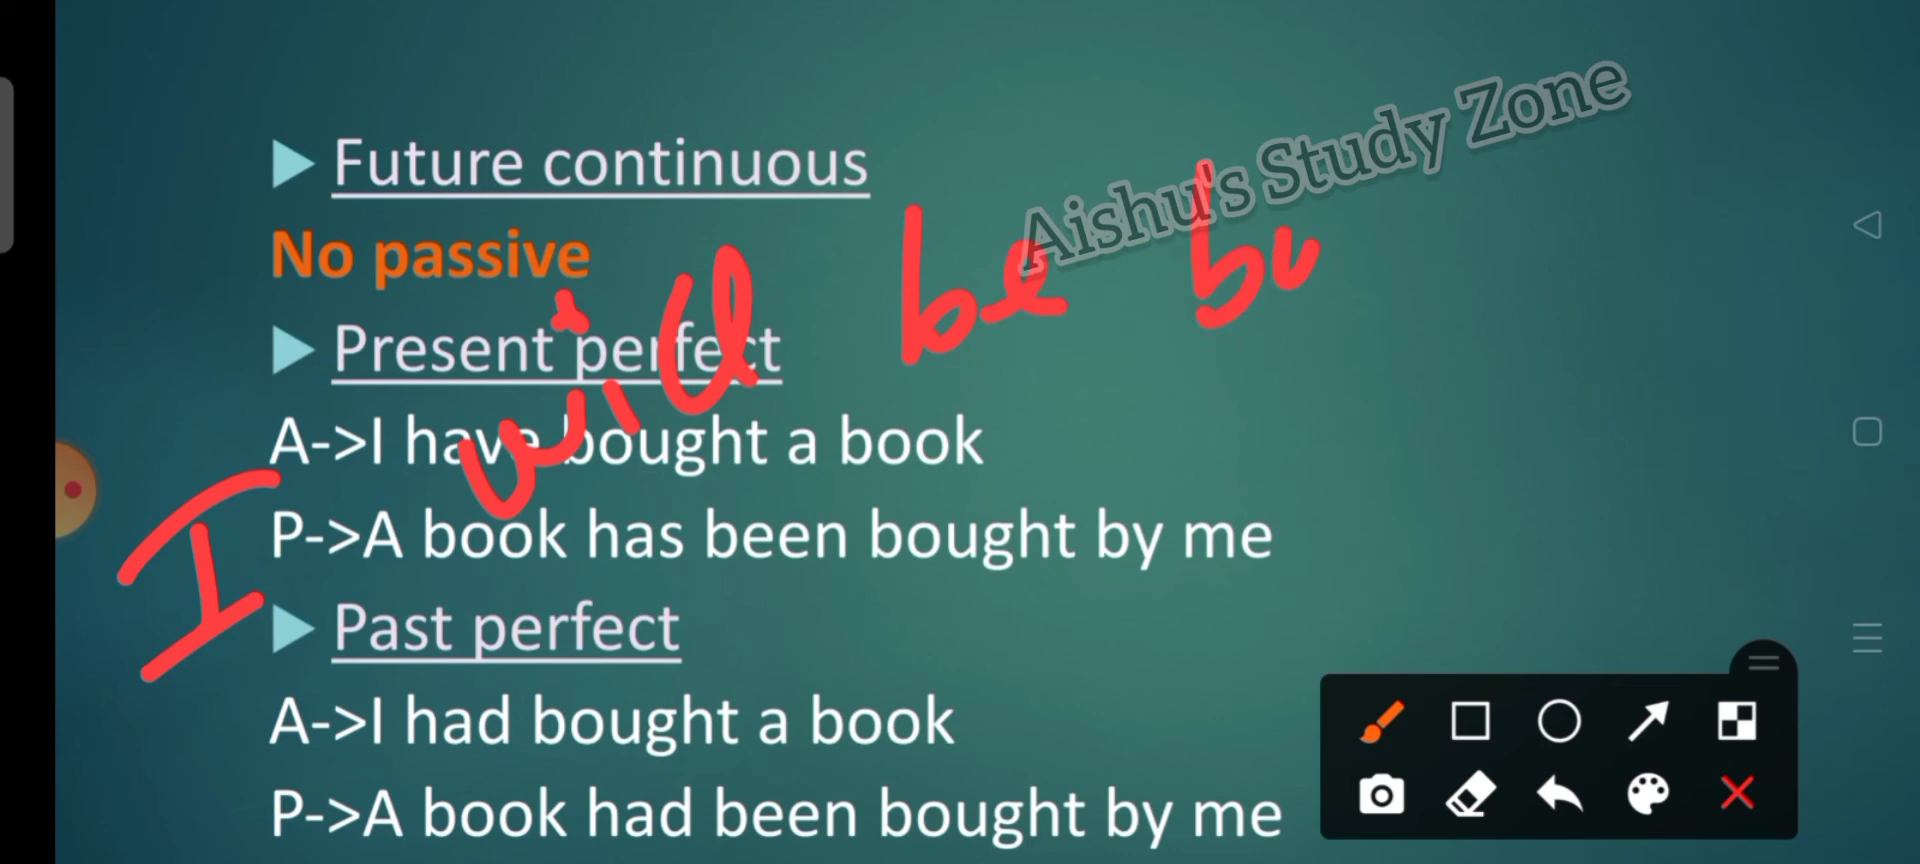 Aishu's Study Zone
Future continuous
No passive
Present perfect
A->I have bought a book
P->A book has been bought by me
Past perfect
A->I had bought a book
P->A book had been bought by me
I will be bu